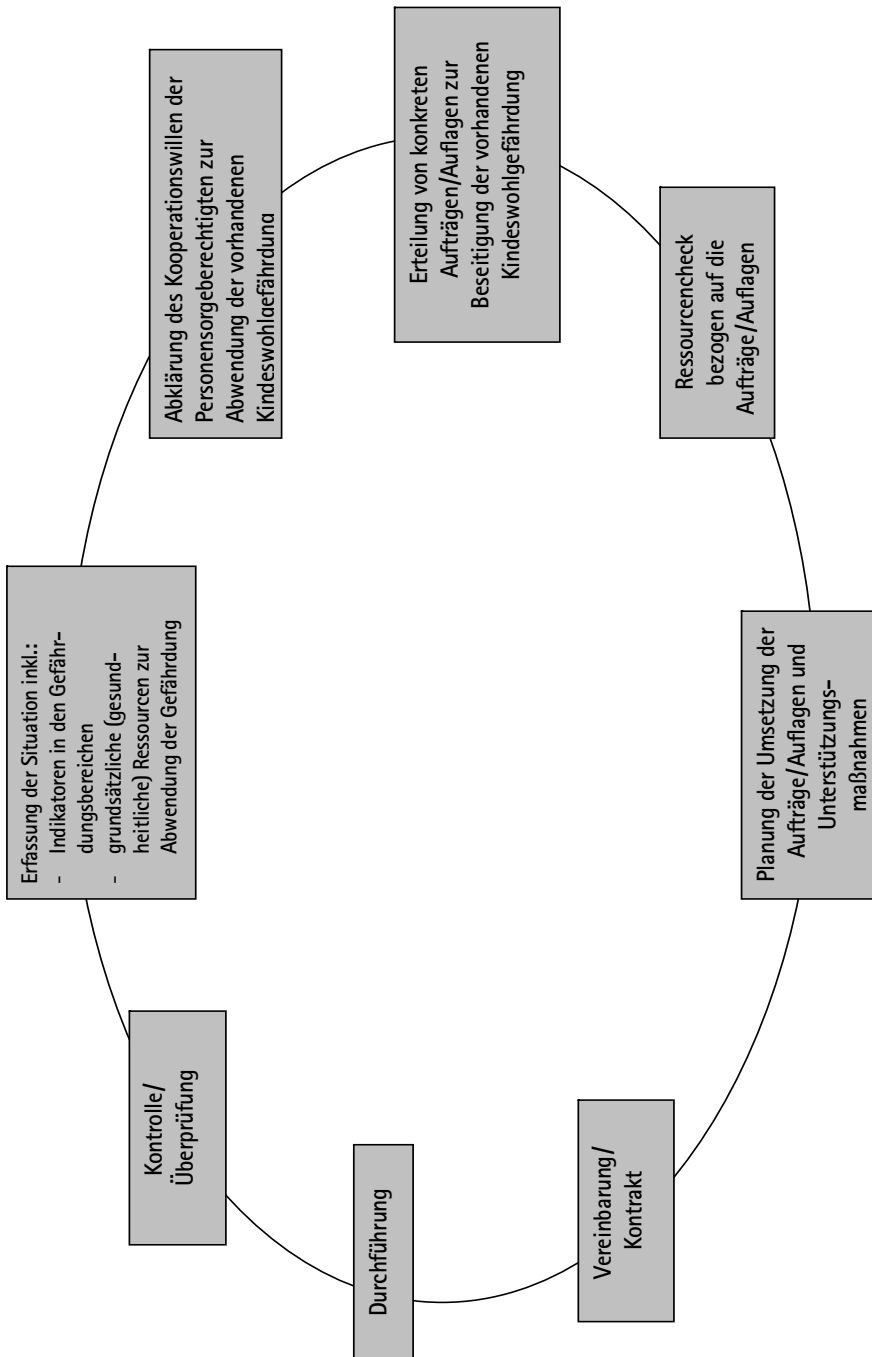 Erfassung der Situation inkl.:
- Indikatoren in den Gefähr-
dungsbereichen
- grundsätzliche (gesund-
heitliche) Ressourcen zur
Abwendung der Gefährdung
Abklärung des Kooperationswillen der
Personensorgeberechtigten zur
Abwendung der vorhandenen
Kindeswohlgefährdung
Erteilung von konkreten
Aufträgen/Auflagen zur
Beseitigung der vorhandenen
Kindeswohlgefährdung
Ressourcencheck
bezogen auf die
Aufträge/Auflagen
Planung der Umsetzung der
Aufträge/Auflagen und
Unterstützungs-
maßnahmen
Vereinbarung/
Kontrakt
Durchführung
Kontrolle/
Überprüfung